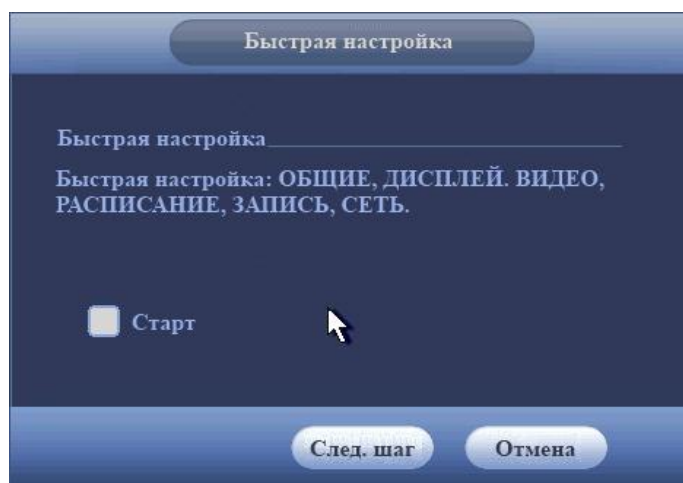 Быстрая настройка
Быстрая настройка
Быстрая настройка: ОБЩИЕ, ДИСПЛЕЙ. ВИДЕО,
РАСПИСАНИЕ, ЗАПИСЬ, СЕТЬ.
Старт
След. шаг Отмена